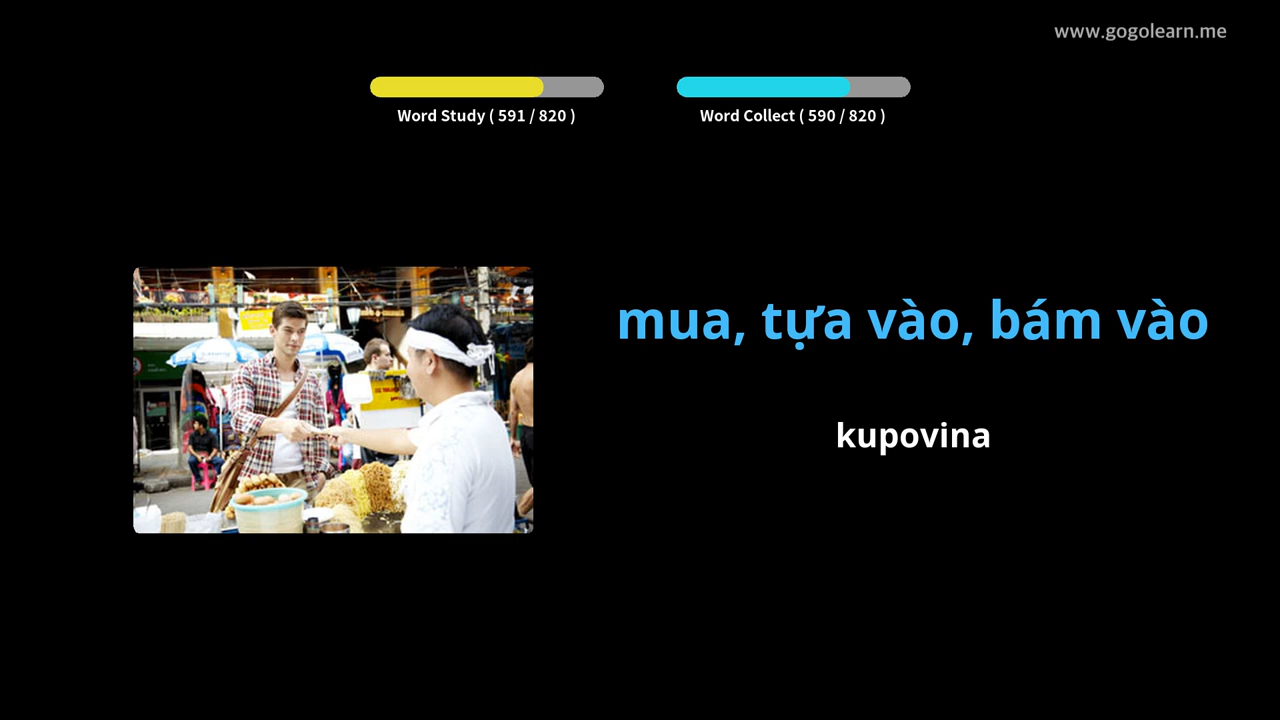 www.gogolearn.me
Word Study ( 591 / 820 )
Word Collect ( 590 / 820 )
mua, tựa vào, bám vào
kupovina